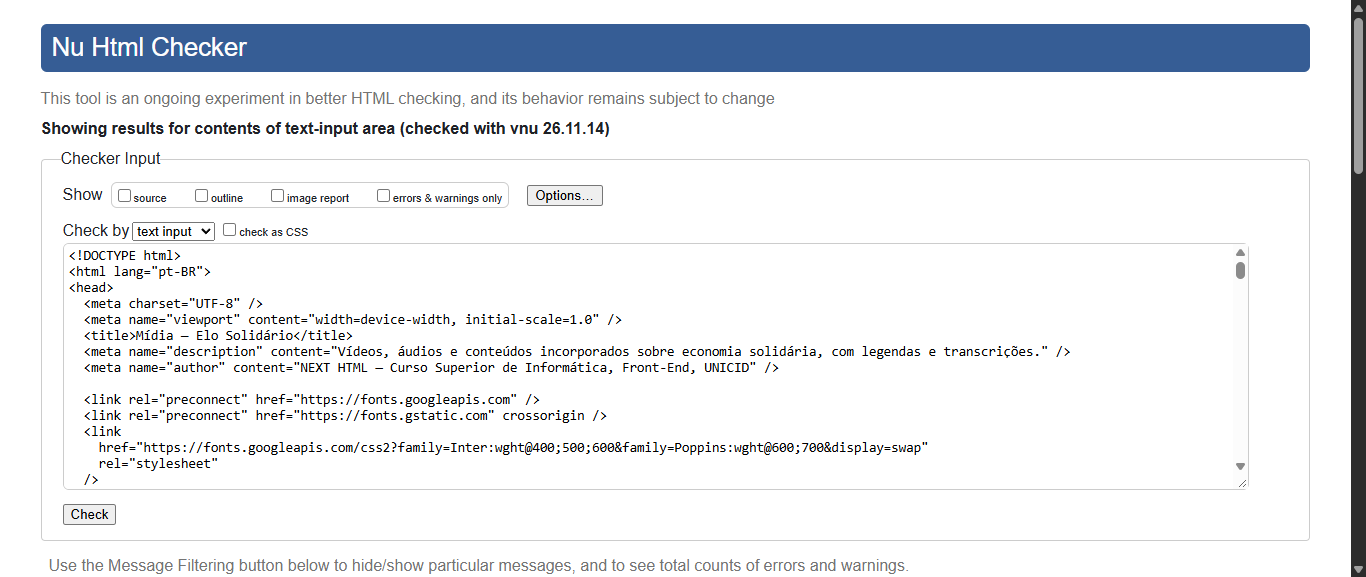 Nu Html Checker
This tool is an ongoing experiment in better HTML checking, and its behavior remains subject to change
Showing results for contents of text-input area (checked with vnu 26.11.14)
Checker Input
Show source outline image report errors & warnings only Options...
Check by text input check as CSS
<!DOCTYPE html>
<html lang="pt-BR">
<head>
  <meta charset="UTF-8" />
  <meta name="viewport" content="width=device-width, initial-scale=1.0" />
  <title>Mídia — Elo Solidário</title>
  <meta name="description" content="Vídeos, áudios e conteúdos incorporados sobre economia solidária, com legendas e transcrições." />
  <meta name="author" content="NEXT HTML — Curso Superior de Informática, Front-End, UNICID" />
  <link rel="preconnect" href="https://fonts.googleapis.com" />
  <link rel="preconnect" href="https://fonts.gstatic.com" crossorigin />
  <link
    href="https://fonts.googleapis.com/css2?family=Inter:wght@400;500;600&family=Poppins:wght@600;700&display=swap"
    rel="stylesheet"
  />
Check
Use the Message Filtering button below to hide/show particular messages, and to see total counts of errors and warnings.